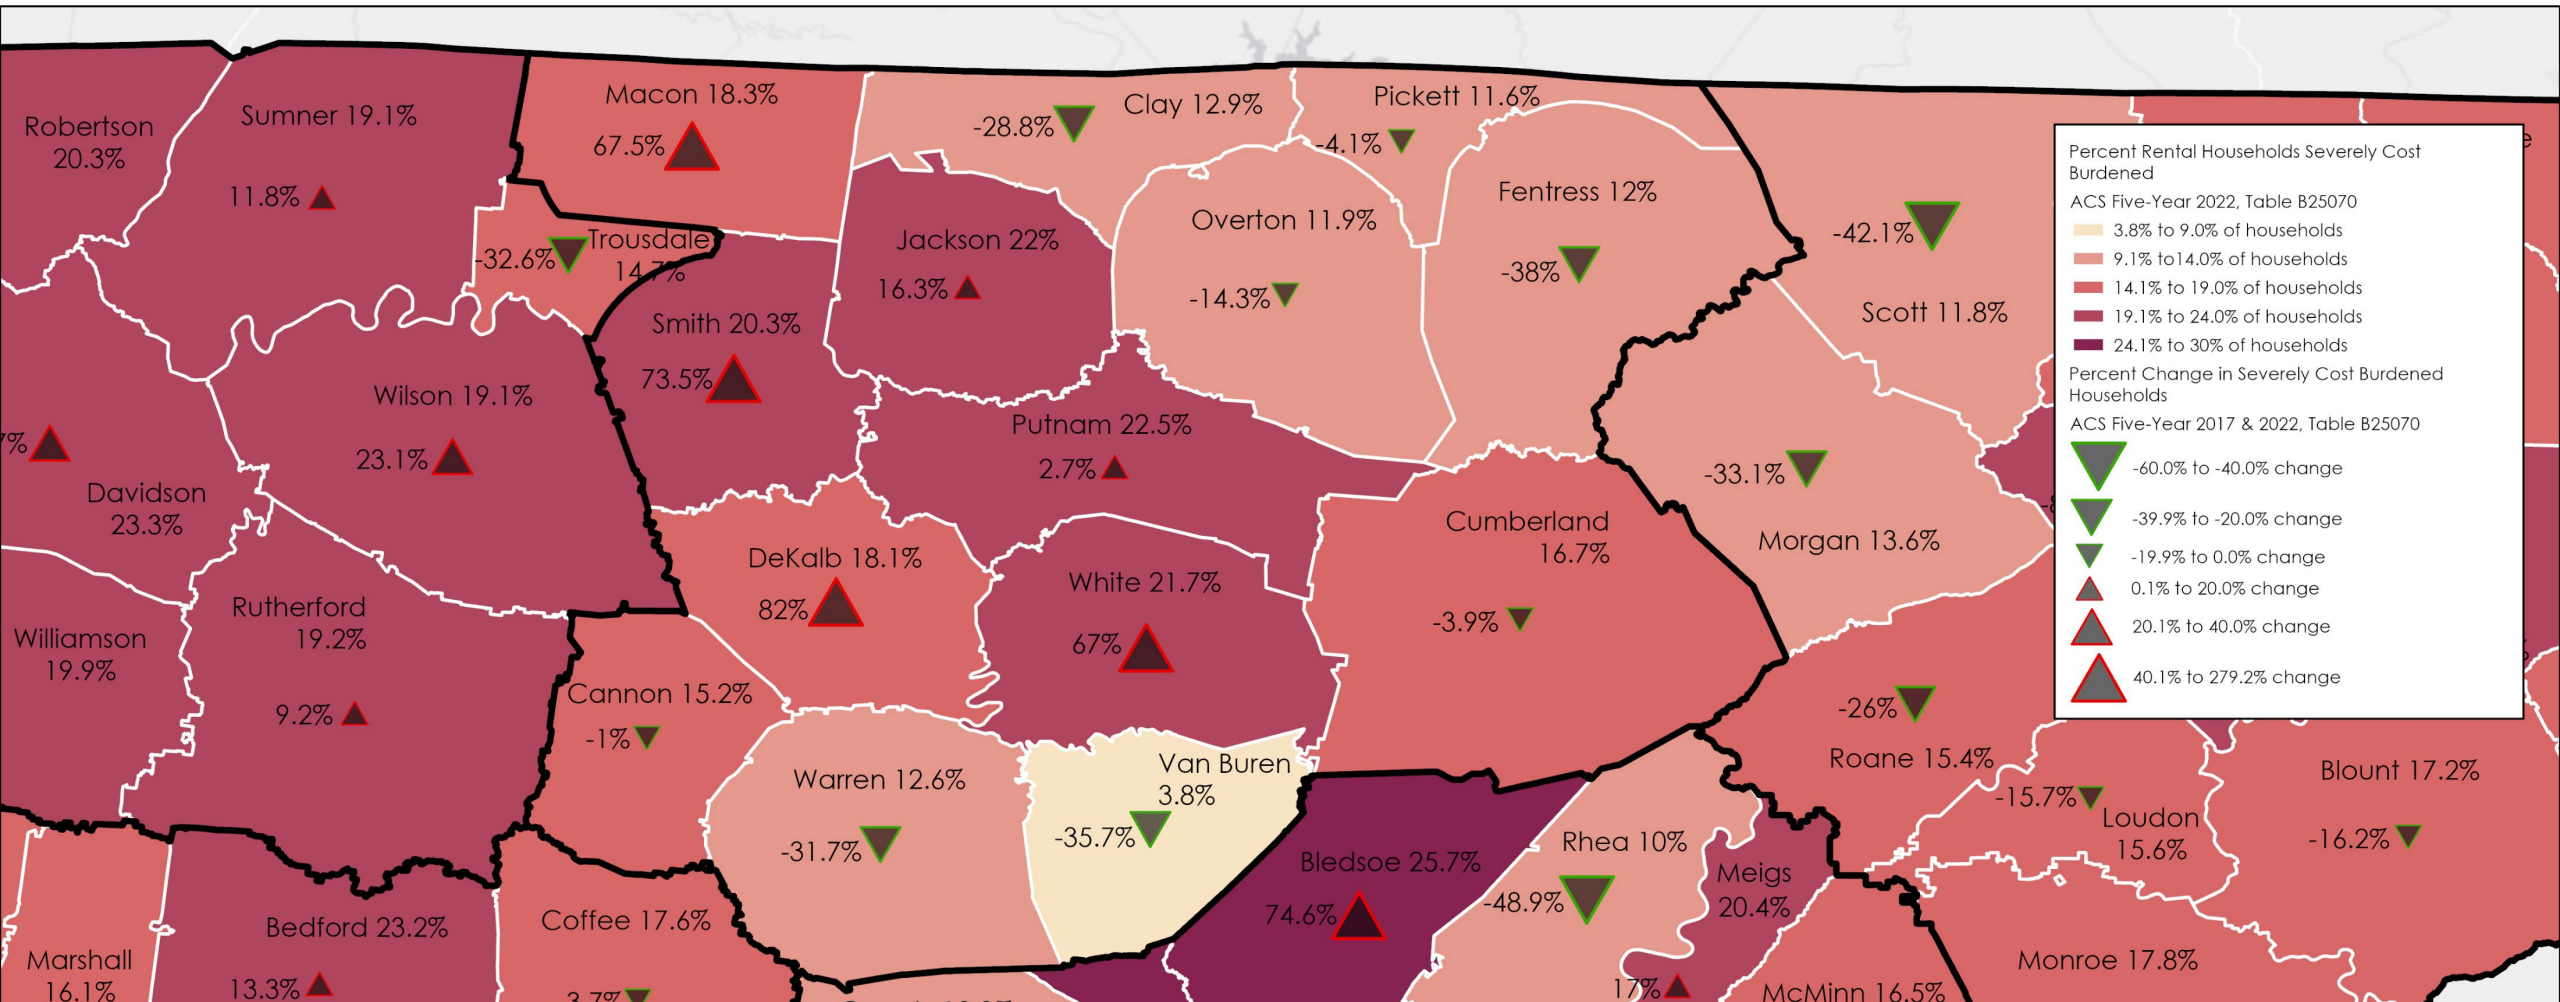 Robertson
20.3%
Sumner 19.1%
11.8%
Macon 18.3%
67.5%
Trousdale
14.7%
-32.6%
Clay 12.9%
-28.8%
Pickett 11.6%
-4.1%
Overton 11.9%
-14.3%
Fentress 12%
-38%
Jackson 22%
16.3%
Smith 20.3%
73.5%
Scott 11.8%
-42.1%
Wilson 19.1%
23.1%
Davidson
23.3%
Putnam 22.5%
2.7%
Cumberland
16.7%
-3.9%
Morgan 13.6%
-33.1%
DeKalb 18.1%
82%
White 21.7%
67%
Williamson
19.9%
Rutherford
19.2%
9.2%
Cannon 15.2%
-1%
Warren 12.6%
-31.7%
Van Buren
3.8%
-35.7%
Bledsoe 25.7%
74.6%
Rhea 10%
-48.9%
Meigs
20.4%
17%
Roane 15.4%
-26%
Loudon
15.6%
-15.7%
Blount 17.2%
-16.2%
Marshall
16.1%
Bedford 23.2%
13.3%
Coffee 17.6%
McMinn 16.5%
Monroe 17.8%
Percent Rental Households Severely Cost
Burdened
ACS Five-Year 2022, Table B25070
3.8% to 9.0% of households
9.1% to14.0% of households
14.1% to 19.0% of households
19.1% to 24.0% of households
24.1% to 30% of households
Percent Change in Severely Cost Burdened
Households
ACS Five-Year 2017 & 2022, Table B25070
-60.0% to -40.0% change
-39.9% to -20.0% change
-19.9% to 0.0% change
0.1% to 20.0% change
20.1% to 40.0% change
40.1% to 279.2% change